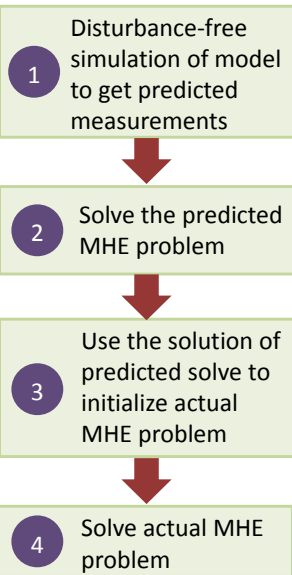 1
Disturbance-free
simulation of model
to get predicted
measurements
2
Solve the predicted
MHE problem
3
Use the solution of
predicted solve to
initialize actual
MHE problem
4
Solve actual MHE
problem